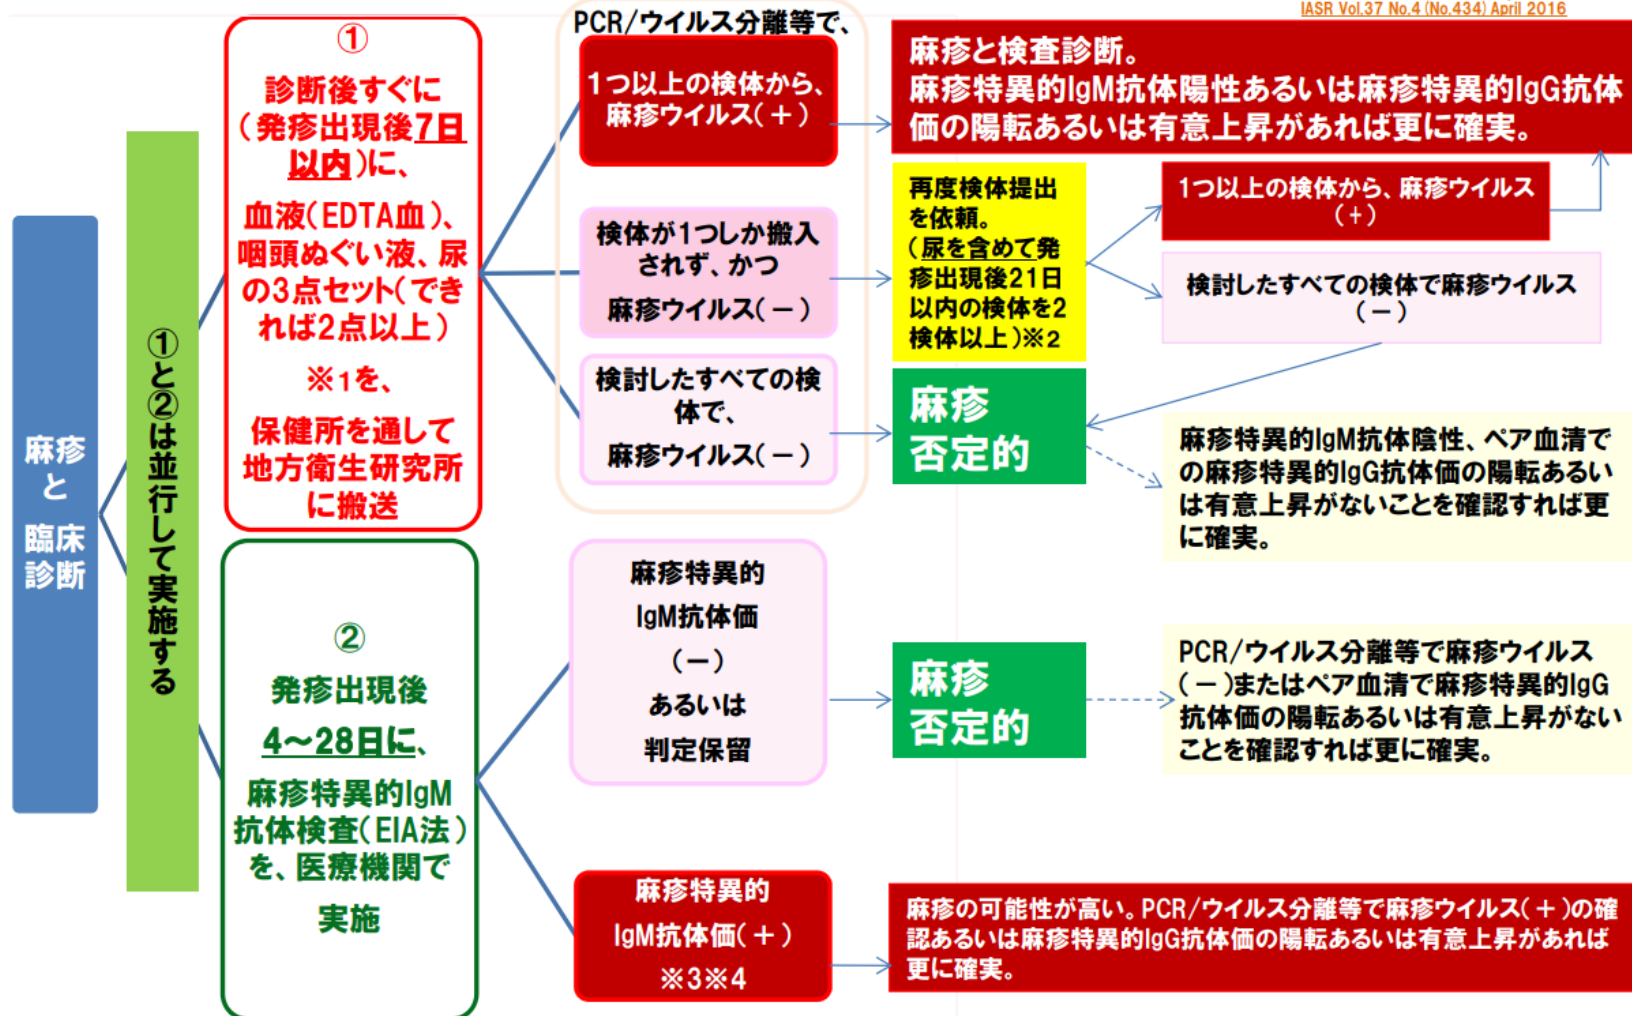 IASR Vol.37 No.4 (No.434) April 2016
麻疹
と
臨床
診断
①と②は並行して実施する
①
診断後すぐに
(発疹出現後7日
以内)に、
血液(EDTA血)、
咽頭ぬぐい液、尿
の3点セット(でき
れば2点以上)
※1を、
保健所を通して
地方衛生研究所
に搬送
PCR/ウイルス分離等で、
1つ以上の検体から、
麻疹ウイルス(+)
麻疹と検査診断。
麻疹特異的IgM抗体陽性あるいは麻疹特異的IgG抗体
価の陽転あるいは有意上昇があれば更に確実。
検体が1つしか搬入
されず、かつ
麻疹ウイルス(-)
再度検体提出
を依頼。
(尿を含めて発
疹出現後21日
以内の検体を2
検体以上)※2
1つ以上の検体から、麻疹ウイルス
(+)
検討したすべての検体で麻疹ウイルス
(-)
検討したすべての検
体で、
麻疹ウイルス(-)
麻疹
否定的
麻疹特異的IgM抗体陰性、ペア血清で
の麻疹特異的IgG抗体価の陽転あるい
は有意上昇がないことを確認すれば更
に確実。
②
発疹出現後
4~28日に、
麻疹特異的IgM
抗体検査(EIA法)
を、医療機関で
実施
麻疹特異的
IgM抗体価
(-)
あるいは
判定保留
麻疹
否定的
PCR/ウイルス分離等で麻疹ウイルス
(-)またはペア血清で麻疹特異的IgG
抗体価の陽転あるいは有意上昇がない
ことを確認すれば更に確実。
麻疹特異的
IgM抗体価(+)
※3※4
麻疹の可能性が高い。PCR/ウイルス分離等で麻疹ウイルス(+)の確
認あるいは麻疹特異的IgG抗体価の陽転あるいは有意上昇があれば
更に確実。